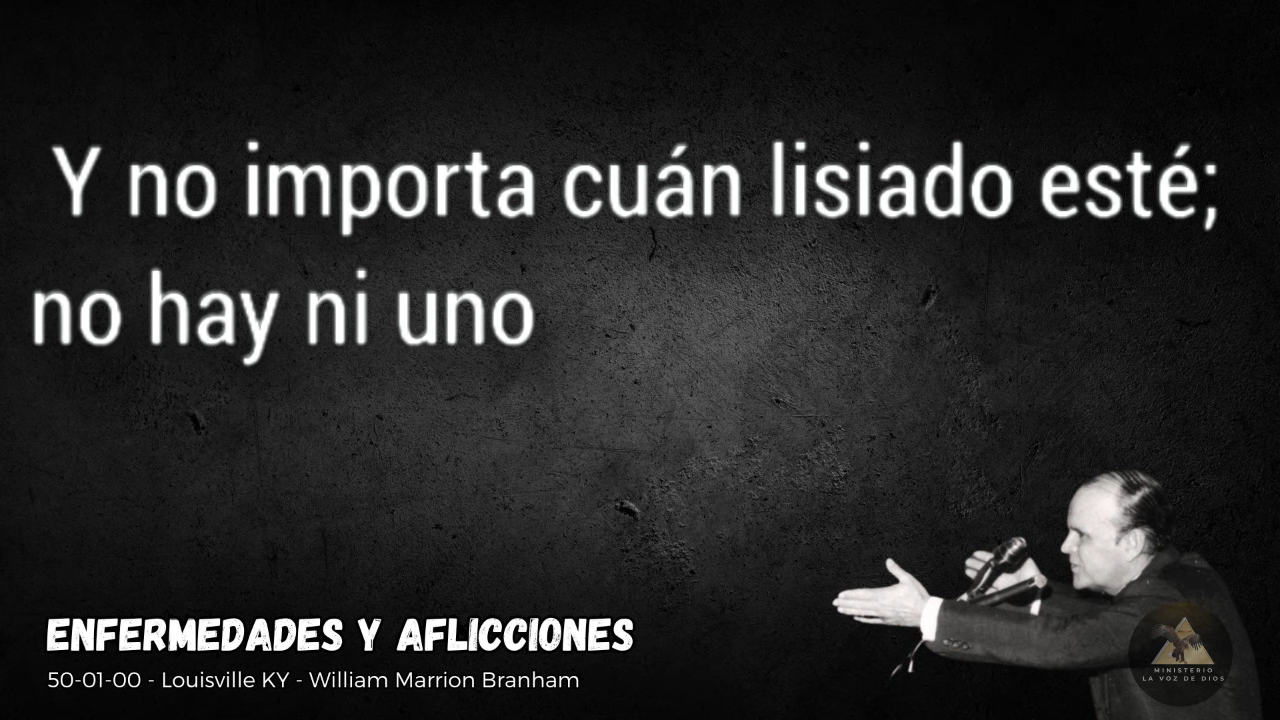 Y no importa cuán lisiado esté;
no hay ni uno
ENFERMEDADES Y AFLICCIONES
50-01-00 - Louisville KY - William Marrion Branham
MINISTERIO
LA VOZ DE DIOS